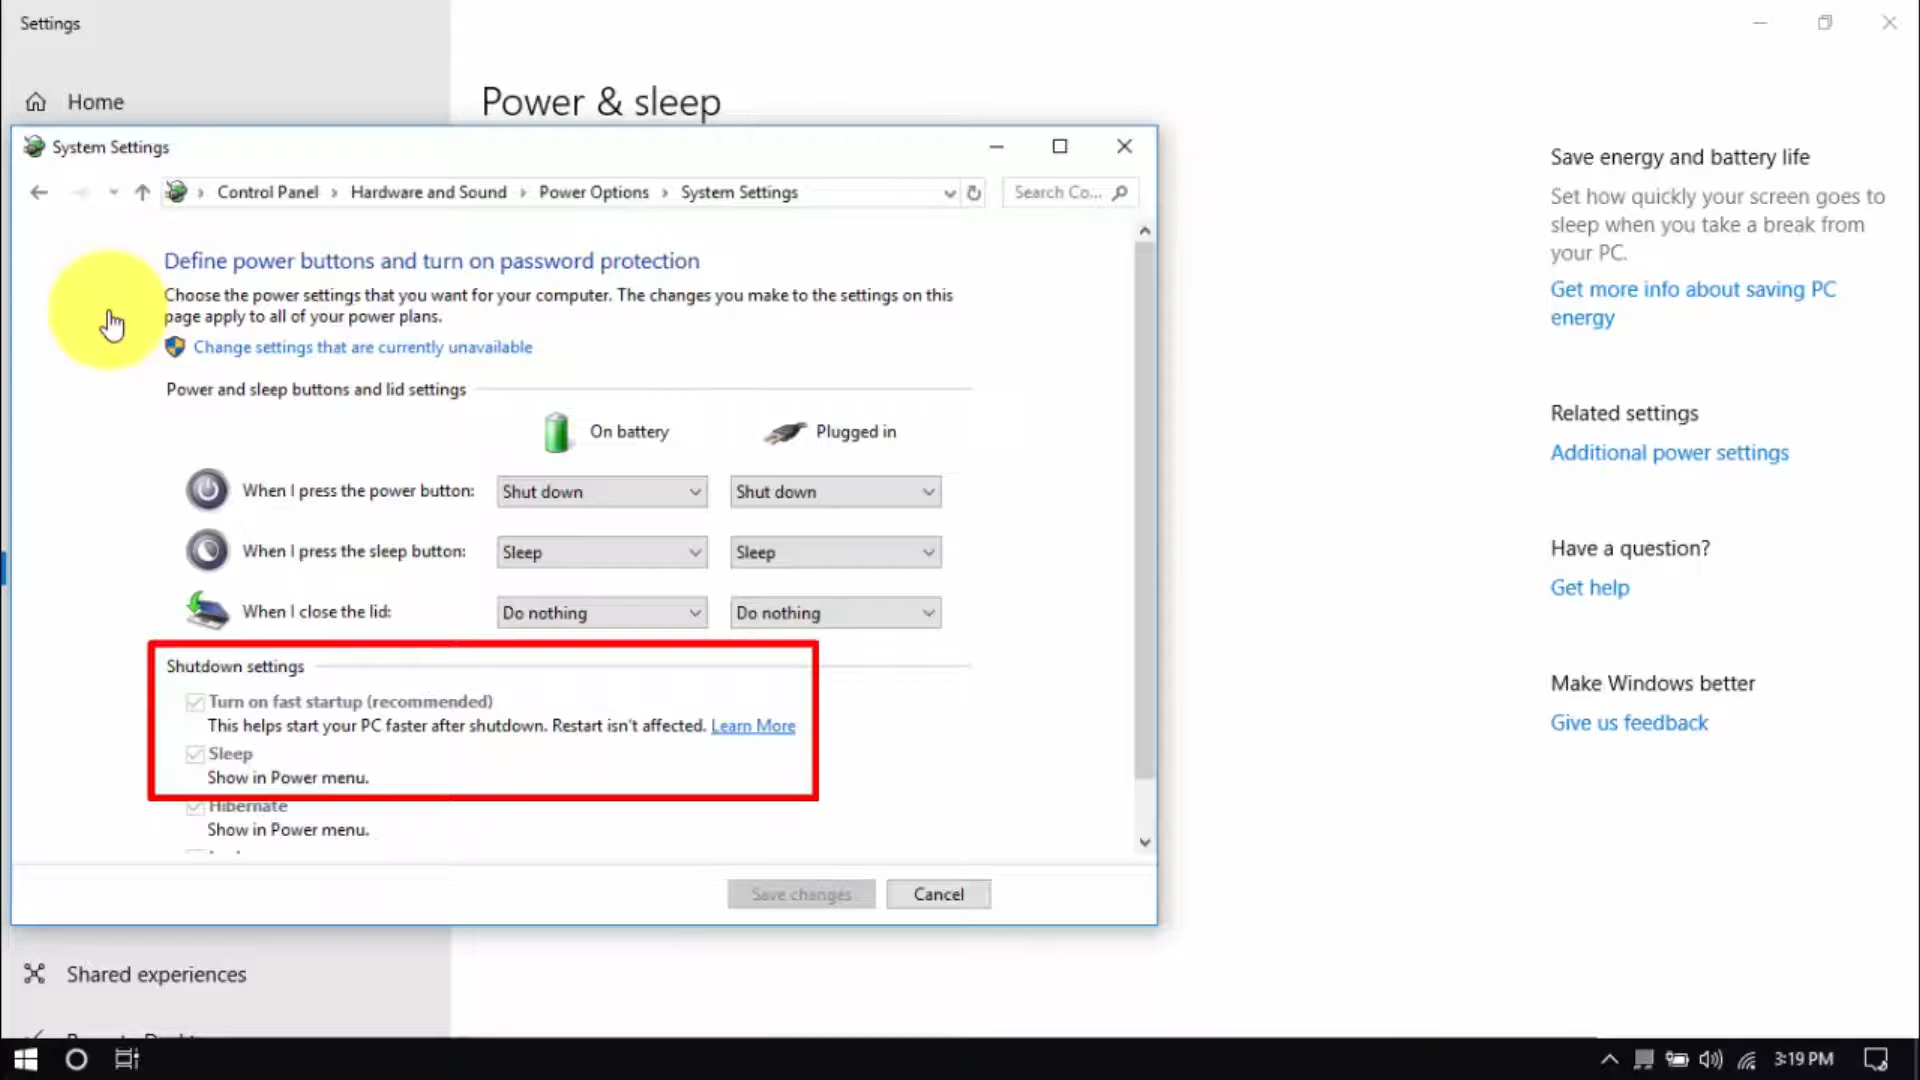 Settings
Home
Power & sleep
System Settings
Control Panel
Hardware and Sound
Power Options
System Settings
Search Co...
Define power buttons and turn on password protection
Choose the power settings that you want for your computer. The changes you make to the settings on this
page apply to all of your power plans.
Change settings that are currently unavailable
Power and sleep buttons and lid settings
On battery
Plugged in
When I press the power button:
Shut down
Shut down
When I press the sleep button:
Sleep
Sleep
When I close the lid:
Do nothing
Do nothing
Shutdown settings
Turn on fast startup (recommended)
This helps start your PC faster after shutdown. Restart isn't affected. Learn More
Sleep
Show in Power menu.
Hibernate
Show in Power menu.
Save changes
Cancel
Shared experiences
Save energy and battery life
Set how quickly your screen goes to
sleep when you take a break from
your PC.
Get more info about saving PC
energy
Related settings
Additional power settings
Have a question?
Get help
Make Windows better
Give us feedback
3:19 PM